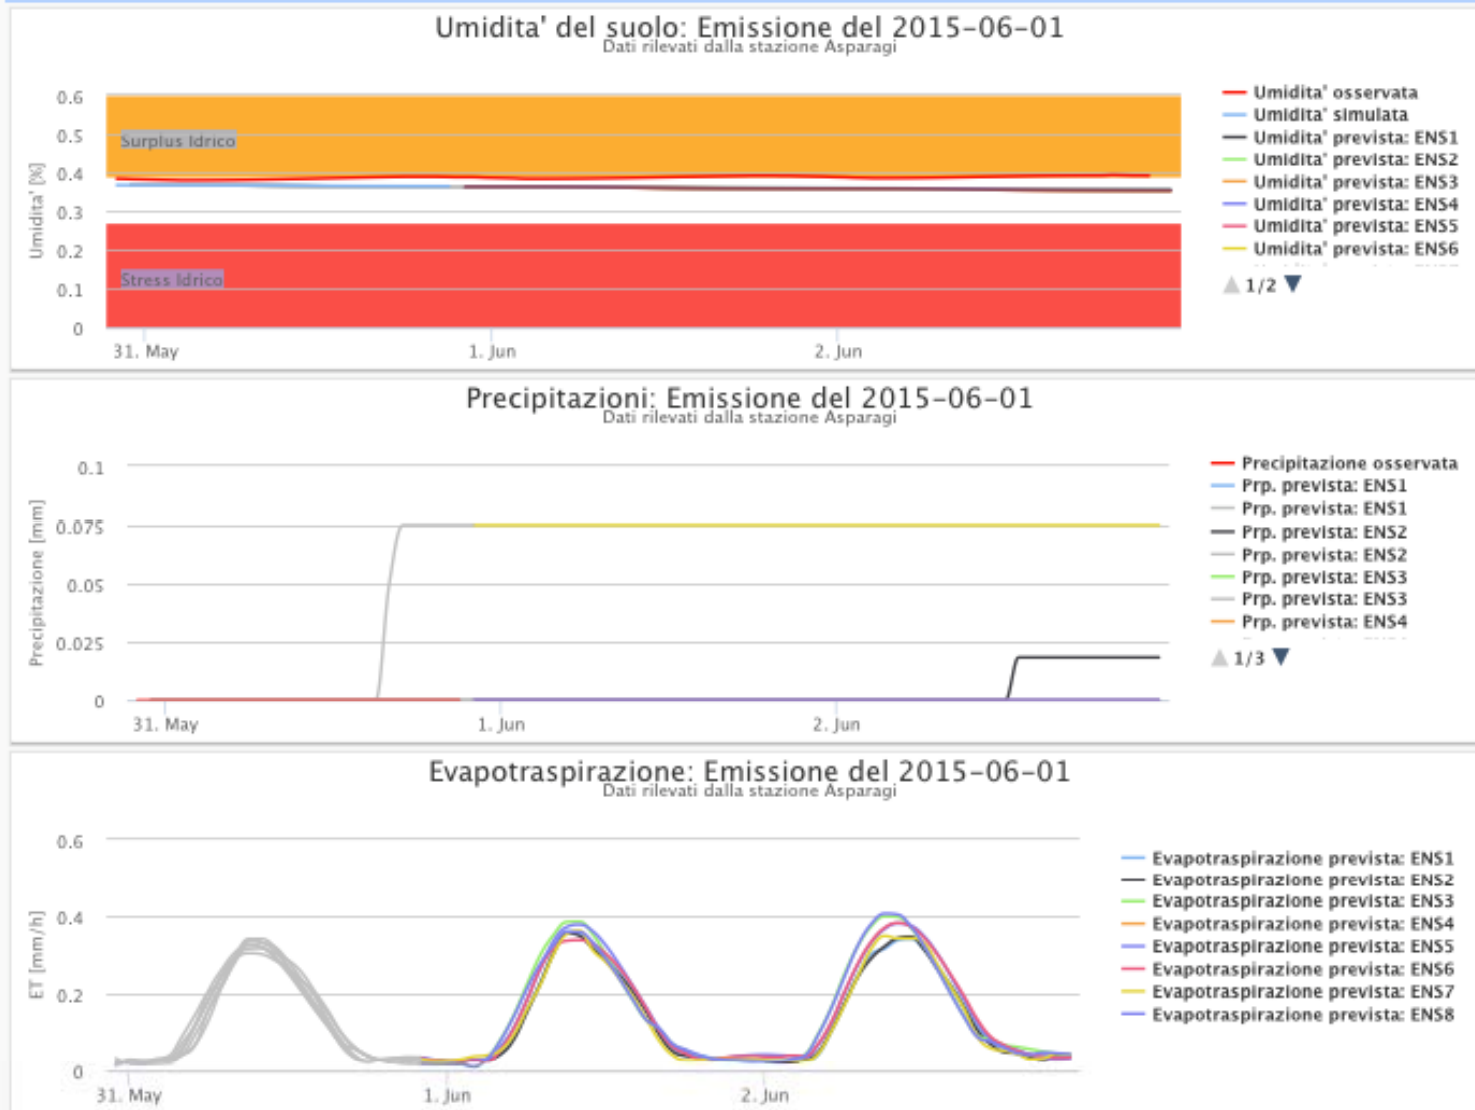 Umidita' del suolo: Emissione del 2015-06-01
Dati rilevati dalla stazione Asparagi
Umidita' [%]
0.6
0.5
0.4
0.3
0.2
0.1
0
Surplus Idrico
Stress Idrico
31. May
1. Jun
2. Jun
Umidita' osservata
Umidita' simulata
Umidita' prevista: ENS1
Umidita' prevista: ENS2
Umidita' prevista: ENS3
Umidita' prevista: ENS4
Umidita' prevista: ENS5
Umidita' prevista: ENS6
1/2
Precipitazioni: Emissione del 2015-06-01
Dati rilevati dalla stazione Asparagi
Precipitazione [mm]
0.1
0.075
0.05
0.025
0
31. May
1. Jun
2. Jun
Precipitazione osservata
Prp. prevista: ENS1
Prp. prevista: ENS1
Prp. prevista: ENS2
Prp. prevista: ENS2
Prp. prevista: ENS3
Prp. prevista: ENS3
Prp. prevista: ENS4
1/3
Evapotraspirazione: Emissione del 2015-06-01
Dati rilevati dalla stazione Asparagi
ET [mm/h]
0.6
0.4
0.2
0
31. May
1. Jun
2. Jun
Evapotraspirazione prevista: ENS1
Evapotraspirazione prevista: ENS2
Evapotraspirazione prevista: ENS3
Evapotraspirazione prevista: ENS4
Evapotraspirazione prevista: ENS5
Evapotraspirazione prevista: ENS6
Evapotraspirazione prevista: ENS7
Evapotraspirazione prevista: ENS8